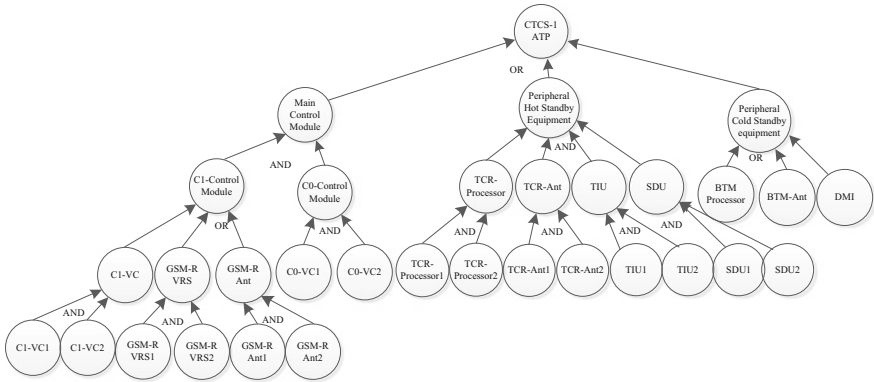 CTCS-1
ATP
OR
Main
Control
Module
Peripheral
Hot Standby
Equipment
Peripheral
Cold Standby
equipment
AND
AND
OR
C1-Control
Module
C0-Control
Module
TCR-
Processor
TCR-Ant
TIU
SDU
BTM
Processor
BTM-Ant
DMI
OR
AND
AND
AND
AND
AND
C1-VC
GSM-R
VRS
GSM-R
Ant
C0-VC1
C0-VC2
TCR-
Processor1
TCR-
Processor2
TCR-Ant1
TCR-Ant2
TIU1
TIU2
SDU1
SDU2
AND
AND
AND
C1-VC1
C1-VC2
GSM-R
VRS1
GSM-R
VRS2
GSM-R
Ant1
GSM-R
Ant2